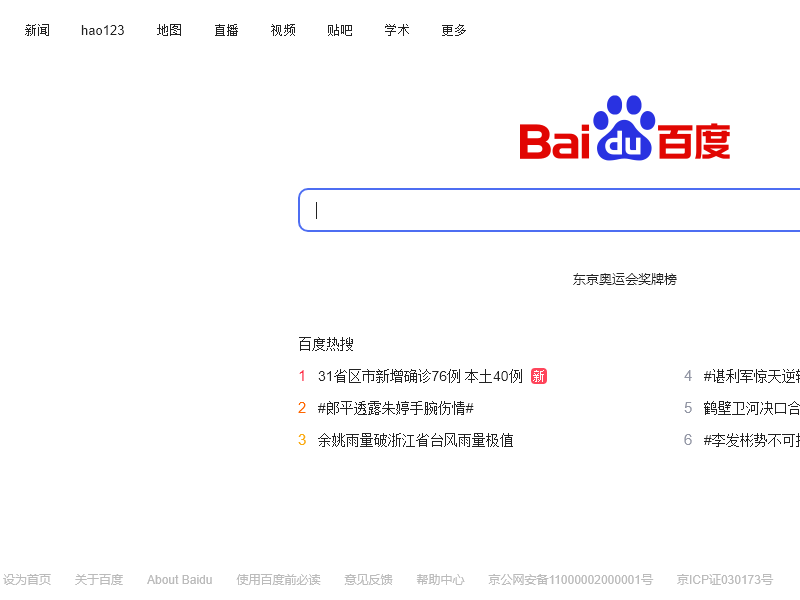 新闻 hao123 地图 直播 视频 贴吧 学术 更多
Bai du 百度
东京奥运会奖牌榜
百度热搜
1 31省区市新增确诊76例 本土40例 新
4 #谌利军惊天逆
2 #郎平透露朱婷手腕伤情#
5 鹤壁卫河决口合
3 余姚雨量破浙江省台风雨量极值
6 #李发彬势不可
设为首页 关于百度 About Baidu 使用百度前必读 意见反馈 帮助中心 京公网安备11000002000001号 京ICP证030173号